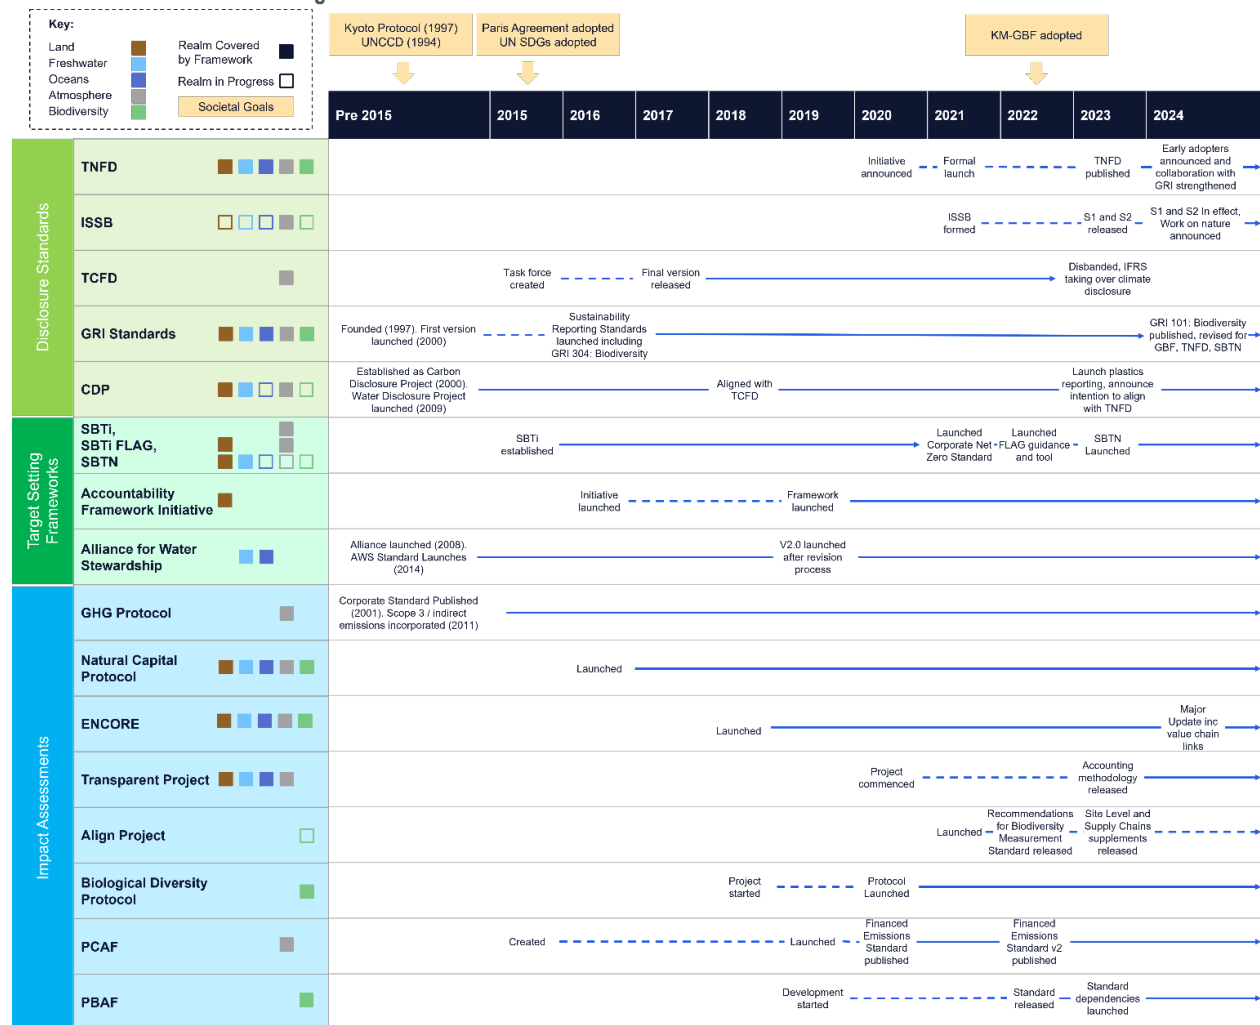 Key:
Land
Freshwater
Oceans
Atmosphere
Biodiversity
Realm Covered
by Framework
Realm in Progress
Societal Goals
Kyoto Protocol (1997)
UNCCD (1994)
Paris Agreement adopted
UN SDGs adopted
KM-GBF adopted
Pre 2015
2015
2016
2017
2018
2019
2020
2021
2022
2023
2024
Disclosure Standards
TNFD
Initiative
announced
Formal
launch
TNFD
published
Early adopters
announced and
collaboration with
GRI strengthened
ISSB
ISSB
formed
S1 and S2
released
S1 and S2 In effect,
Work on nature
announced
TCFD
Task force
created
Final version
released
Disbanded, IFRS
taking over climate
disclosure
GRI Standards
Founded (1997). First version
launched (2000)
Sustainability
Reporting Standards
launched including
GRI 304: Biodiversity
GRI 101: Biodiversity
published, revised for
GBF, TNFD, SBTN
CDP
Established as Carbon
Disclosure Project (2000).
Water Disclosure Project
launched (2009)
Aligned with
TCFD
Launch plastics
reporting, announce
intention to align
with TNFD
Target Setting
Frameworks
SBTi,
SBTi FLAG,
SBTN
SBTi
established
Launched
Corporate Net
Zero Standard
Launched
FLAG guidance
and tool
SBTN
Launched
Accountability
Framework Initiative
Initiative
launched
Framework
launched
Alliance for Water
Stewardship
Alliance launched (2008).
AWS Standard Launches
(2014)
V2.0 launched
after revision
process
Impact Assessments
GHG Protocol
Corporate Standard Published
(2001). Scope 3 / indirect
emissions incorporated (2011)
Natural Capital
Protocol
Launched
ENCORE
Launched
Major
Update inc
value chain
links
Transparent Project
Project
commenced
Accounting
methodology
released
Align Project
Launched
Recommendations
for Biodiversity
Measurement
Standard released
Site Level and
Supply Chains
supplements
released
Biological Diversity
Protocol
Project
started
Protocol
Launched
PCAF
Created
Launched
Financed
Emissions
Standard
published
Financed
Emissions
Standard v2
published
PBAF
Development
started
Standard
released
Standard
dependencies
launched